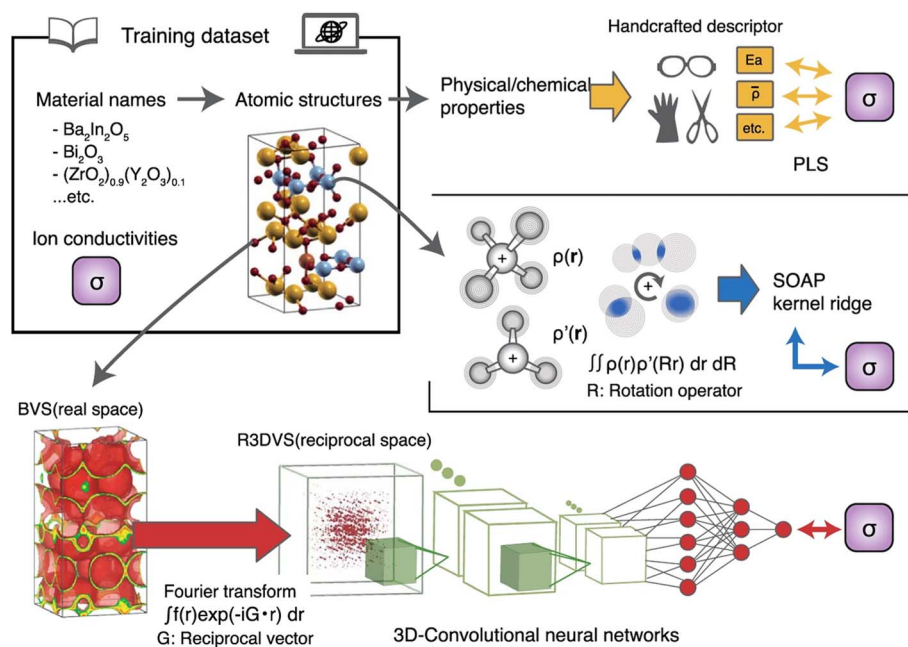 Training dataset
Material names
Atomic structures
- Ba₂In₂O₅
- Bi₂O₃
- (ZrO₂)₀.₉(Y₂O₃)₀.₁
...etc.
Ion conductivities
σ
Physical/chemical
properties
Handcrafted descriptor
Ea
ρ̅
etc.
σ
PLS
+
ρ(r)
+
ρ'(r)
+
∫∫ρ(r)ρ'(Rr) dr dR
R: Rotation operator
SOAP
kernel ridge
σ
BVS(real space)
R3DVS(reciprocal space)
Fourier transform
∫f(r)exp(-iG•r) dr
G: Reciprocal vector
3D-Convolutional neural networks
σ